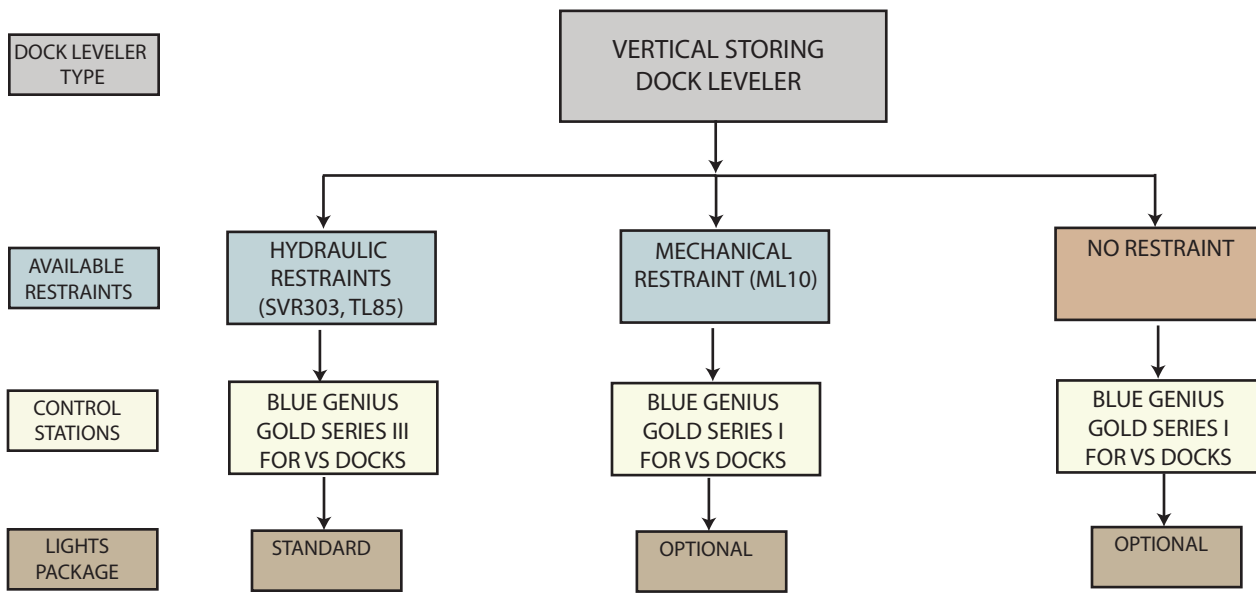 DOCK LEVELER
TYPE
VERTICAL STORING
DOCK LEVELER
AVAILABLE
RESTRAINTS
HYDRAULIC
RESTRAINTS
(SVR303, TL85)
MECHANICAL
RESTRAINT (ML10)
NO RESTRAINT
CONTROL
STATIONS
BLUE GENIUS
GOLD SERIES III
FOR VS DOCKS
BLUE GENIUS
GOLD SERIES I
FOR VS DOCKS
BLUE GENIUS
GOLD SERIES I
FOR VS DOCKS
LIGHTS
PACKAGE
STANDARD
OPTIONAL
OPTIONAL